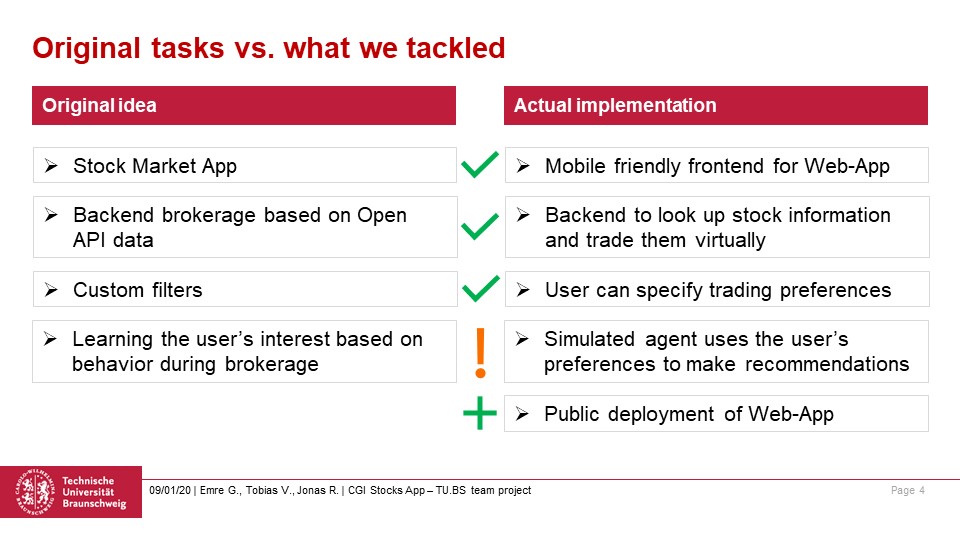 Original tasks vs. what we tackled
Original idea
Actual implementation
➢ Stock Market App
➢ Mobile friendly frontend for Web-App
➢ Backend brokerage based on Open
API data
➢ Backend to look up stock information
and trade them virtually
➢ Custom filters
➢ User can specify trading preferences
➢ Learning the user’s interest based on
behavior during brokerage
!
➢ Simulated agent uses the user’s
preferences to make recommendations
➢ Public deployment of Web-App
Technische
Universität
Braunschweig
09/01/20 | Emre G., Tobias V., Jonas R. | CGI Stocks App – TU.BS team project
Page 4